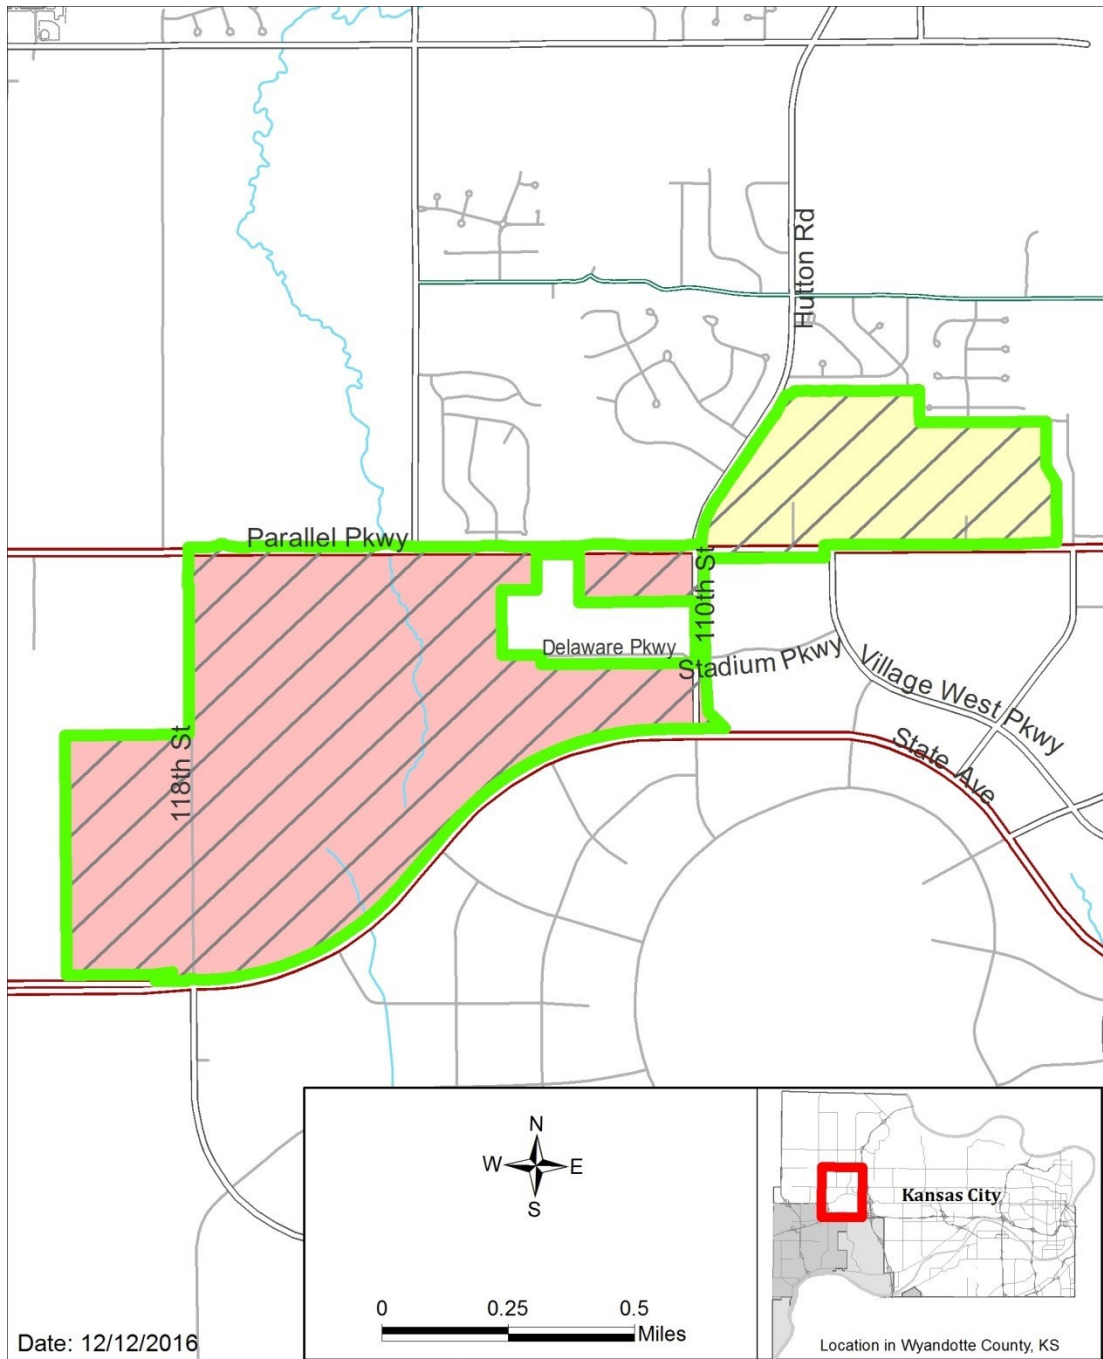 Hutton Rd
Parallel Pkwy
110th St
Delaware Pkwy
Stadium Pkwy
Village West Pkwy
118th St
State Ave
N
W E
S
0 0.25 0.5
Miles
Kansas City
Date: 12/12/2016
Location in Wyandotte County, KS